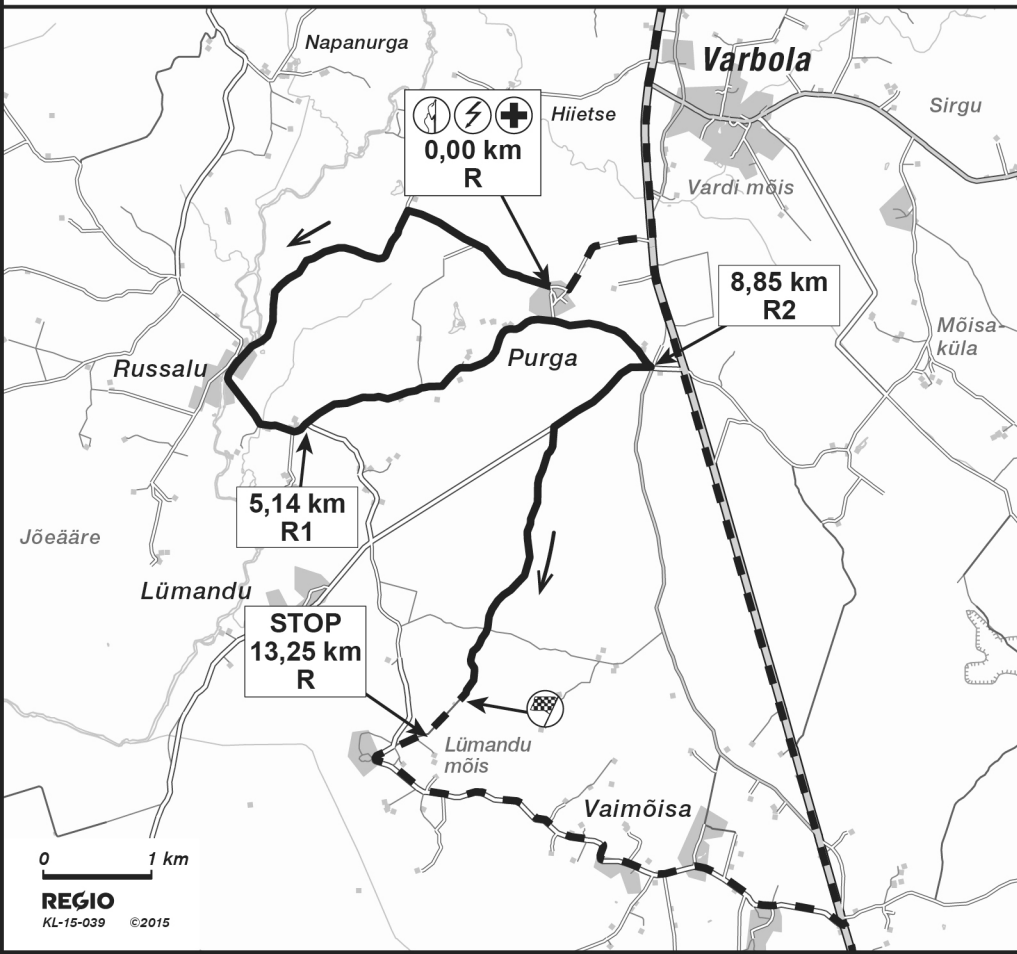 Napanurga
Varbola
Hiietse
Sirgu
0,00 km
R
Vardi mõis
8,85 km
R2
Mõisa-
küla
Purga
Russalu
5,14 km
R1
Jõeääre
Lümandu
STOP
13,25 km
R
Lümandu
mõis
Vaimõisa
0 1 km
REGIO
KL-15-039 ©2015